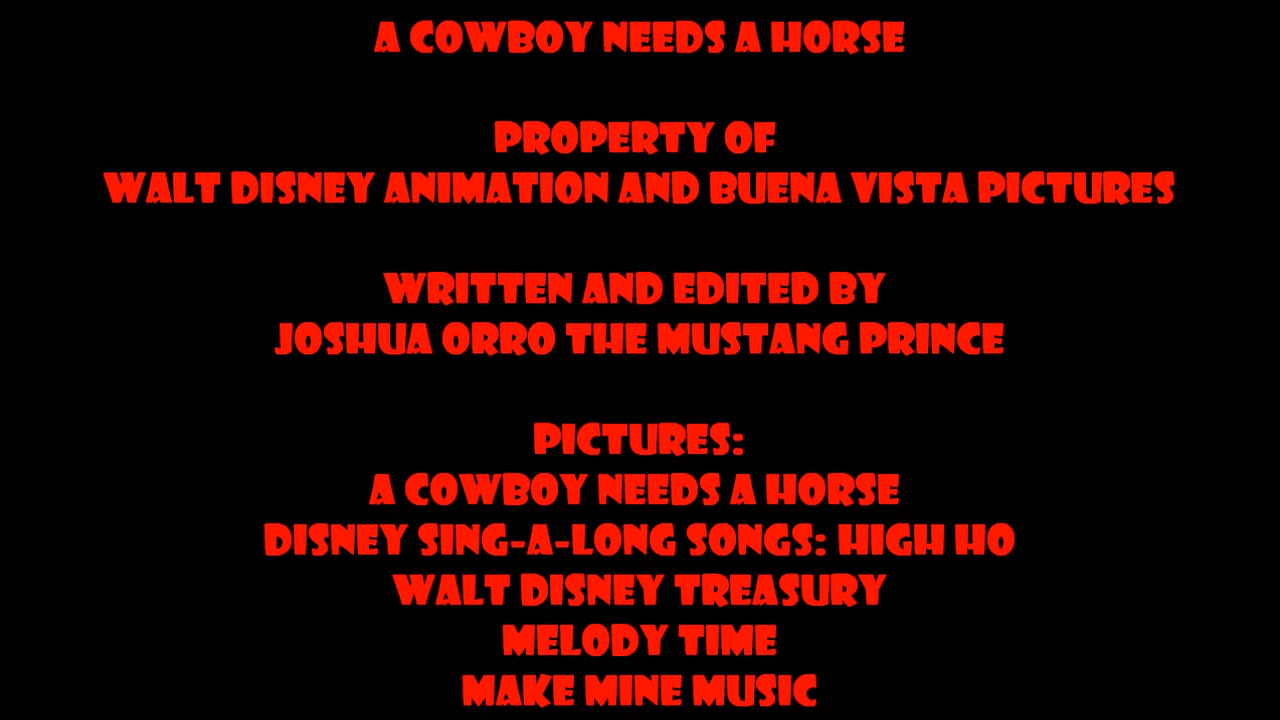 A COWBOY NEEDS A HORSE
PROPERTY OF
WALT DISNEY ANIMATION AND BUENA VISTA PICTURES
WRITTEN AND EDITED BY
JOSHUA ORRO THE MUSTANG PRINCE
PICTURES:
A COWBOY NEEDS A HORSE
DISNEY SING-A-LONG SONGS: HIGH HO
WALT DISNEY TREASURY
MELODY TIME
MAKE MINE MUSIC